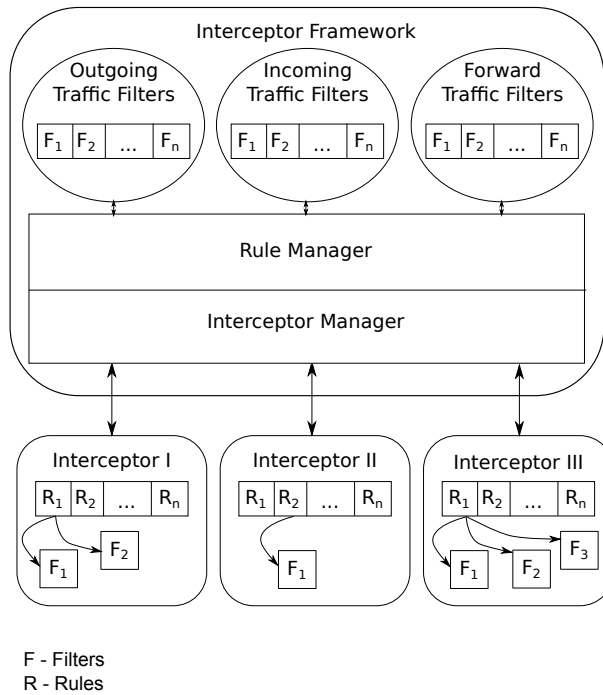 Interceptor Framework
Outgoing
Traffic Filters
Incoming
Traffic Filters
Forward
Traffic Filters
F1 F2 ... Fn
F1 F2 ... Fn
F1 F2 ... Fn
Rule Manager
Interceptor Manager
Interceptor I
R1 R2 ... Rn
F1
F2
Interceptor II
R1 R2 ... Rn
F1
Interceptor III
R1 R2 ... Rn
F1
F2
F3
F - Filters
R - Rules